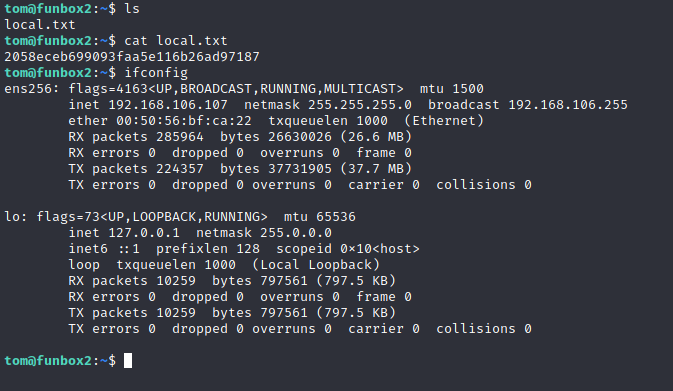 tom@funbox2:~$ ls
local.txt
tom@funbox2:~$ cat local.txt
2058eceb699093faa5e116b26ad97187
tom@funbox2:~$ ifconfig
ens256: flags=4163<UP,BROADCAST,RUNNING,MULTICAST>  mtu 1500
        inet 192.168.106.107  netmask 255.255.255.0  broadcast 192.168.106.255
        ether 00:50:56:bf:ca:22  txqueuelen 1000  (Ethernet)
        RX packets 285964  bytes 26630026 (26.6 MB)
        RX errors 0  dropped 0  overruns 0  frame 0
        TX packets 224357  bytes 37731905 (37.7 MB)
        TX errors 0  dropped 0 overruns 0  carrier 0  collisions 0

lo: flags=73<UP,LOOPBACK,RUNNING>  mtu 65536
        inet 127.0.0.1  netmask 255.0.0.0
        inet6 ::1  prefixlen 128  scopeid 0×10<host>
        loop  txqueuelen 1000  (Local Loopback)
        RX packets 10259  bytes 797561 (797.5 KB)
        RX errors 0  dropped 0  overruns 0  frame 0
        TX packets 10259  bytes 797561 (797.5 KB)
        TX errors 0  dropped 0 overruns 0  carrier 0  collisions 0

tom@funbox2:~$